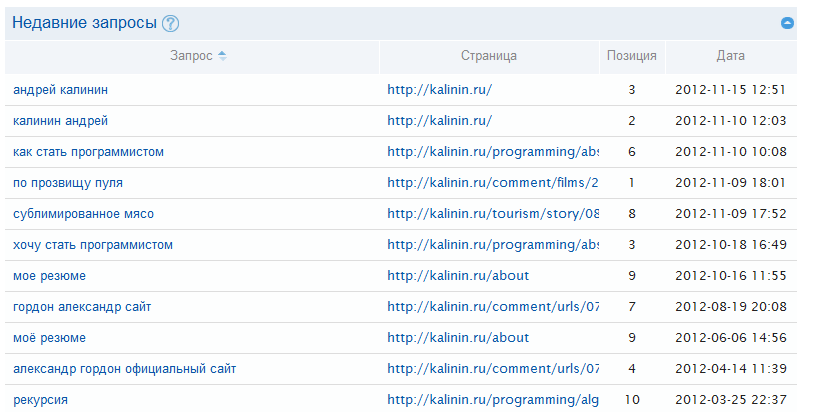 Недавние запросы ?
Запрос Страница Позиция Дата
андрей калинин http://kalinin.ru/ 3 2012-11-15 12:51
калинин андрей http://kalinin.ru/ 2 2012-11-10 12:03
как стать программистом http://kalinin.ru/programming/abs 6 2012-11-10 10:08
по прозвищу пуля http://kalinin.ru/comment/films/2 1 2012-11-09 18:01
сублимированное мясо http://kalinin.ru/tourism/story/08 8 2012-11-09 17:52
хочу стать программистом http://kalinin.ru/programming/abs 3 2012-10-18 16:49
мое резюме http://kalinin.ru/about 9 2012-10-16 11:55
гордон александр сайт http://kalinin.ru/comment/urls/07 7 2012-08-19 20:08
моё резюме http://kalinin.ru/about 9 2012-06-06 14:56
александр гордон официальный сайт http://kalinin.ru/comment/urls/07 4 2012-04-14 11:39
рекурсия http://kalinin.ru/programming/alg 10 2012-03-25 22:37